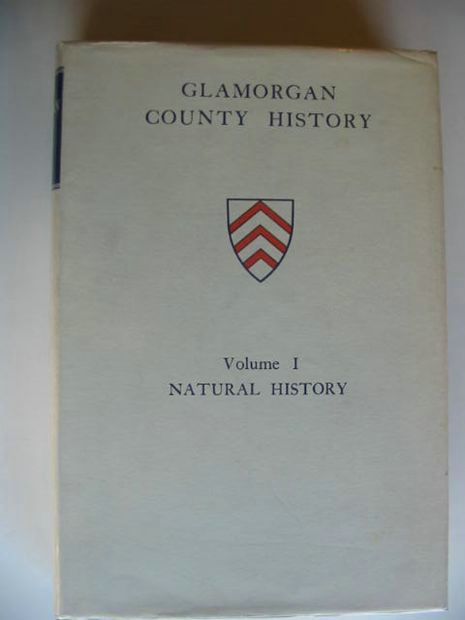 GLAMORGAN
COUNTY HISTORY
Volume I
NATURAL HISTORY